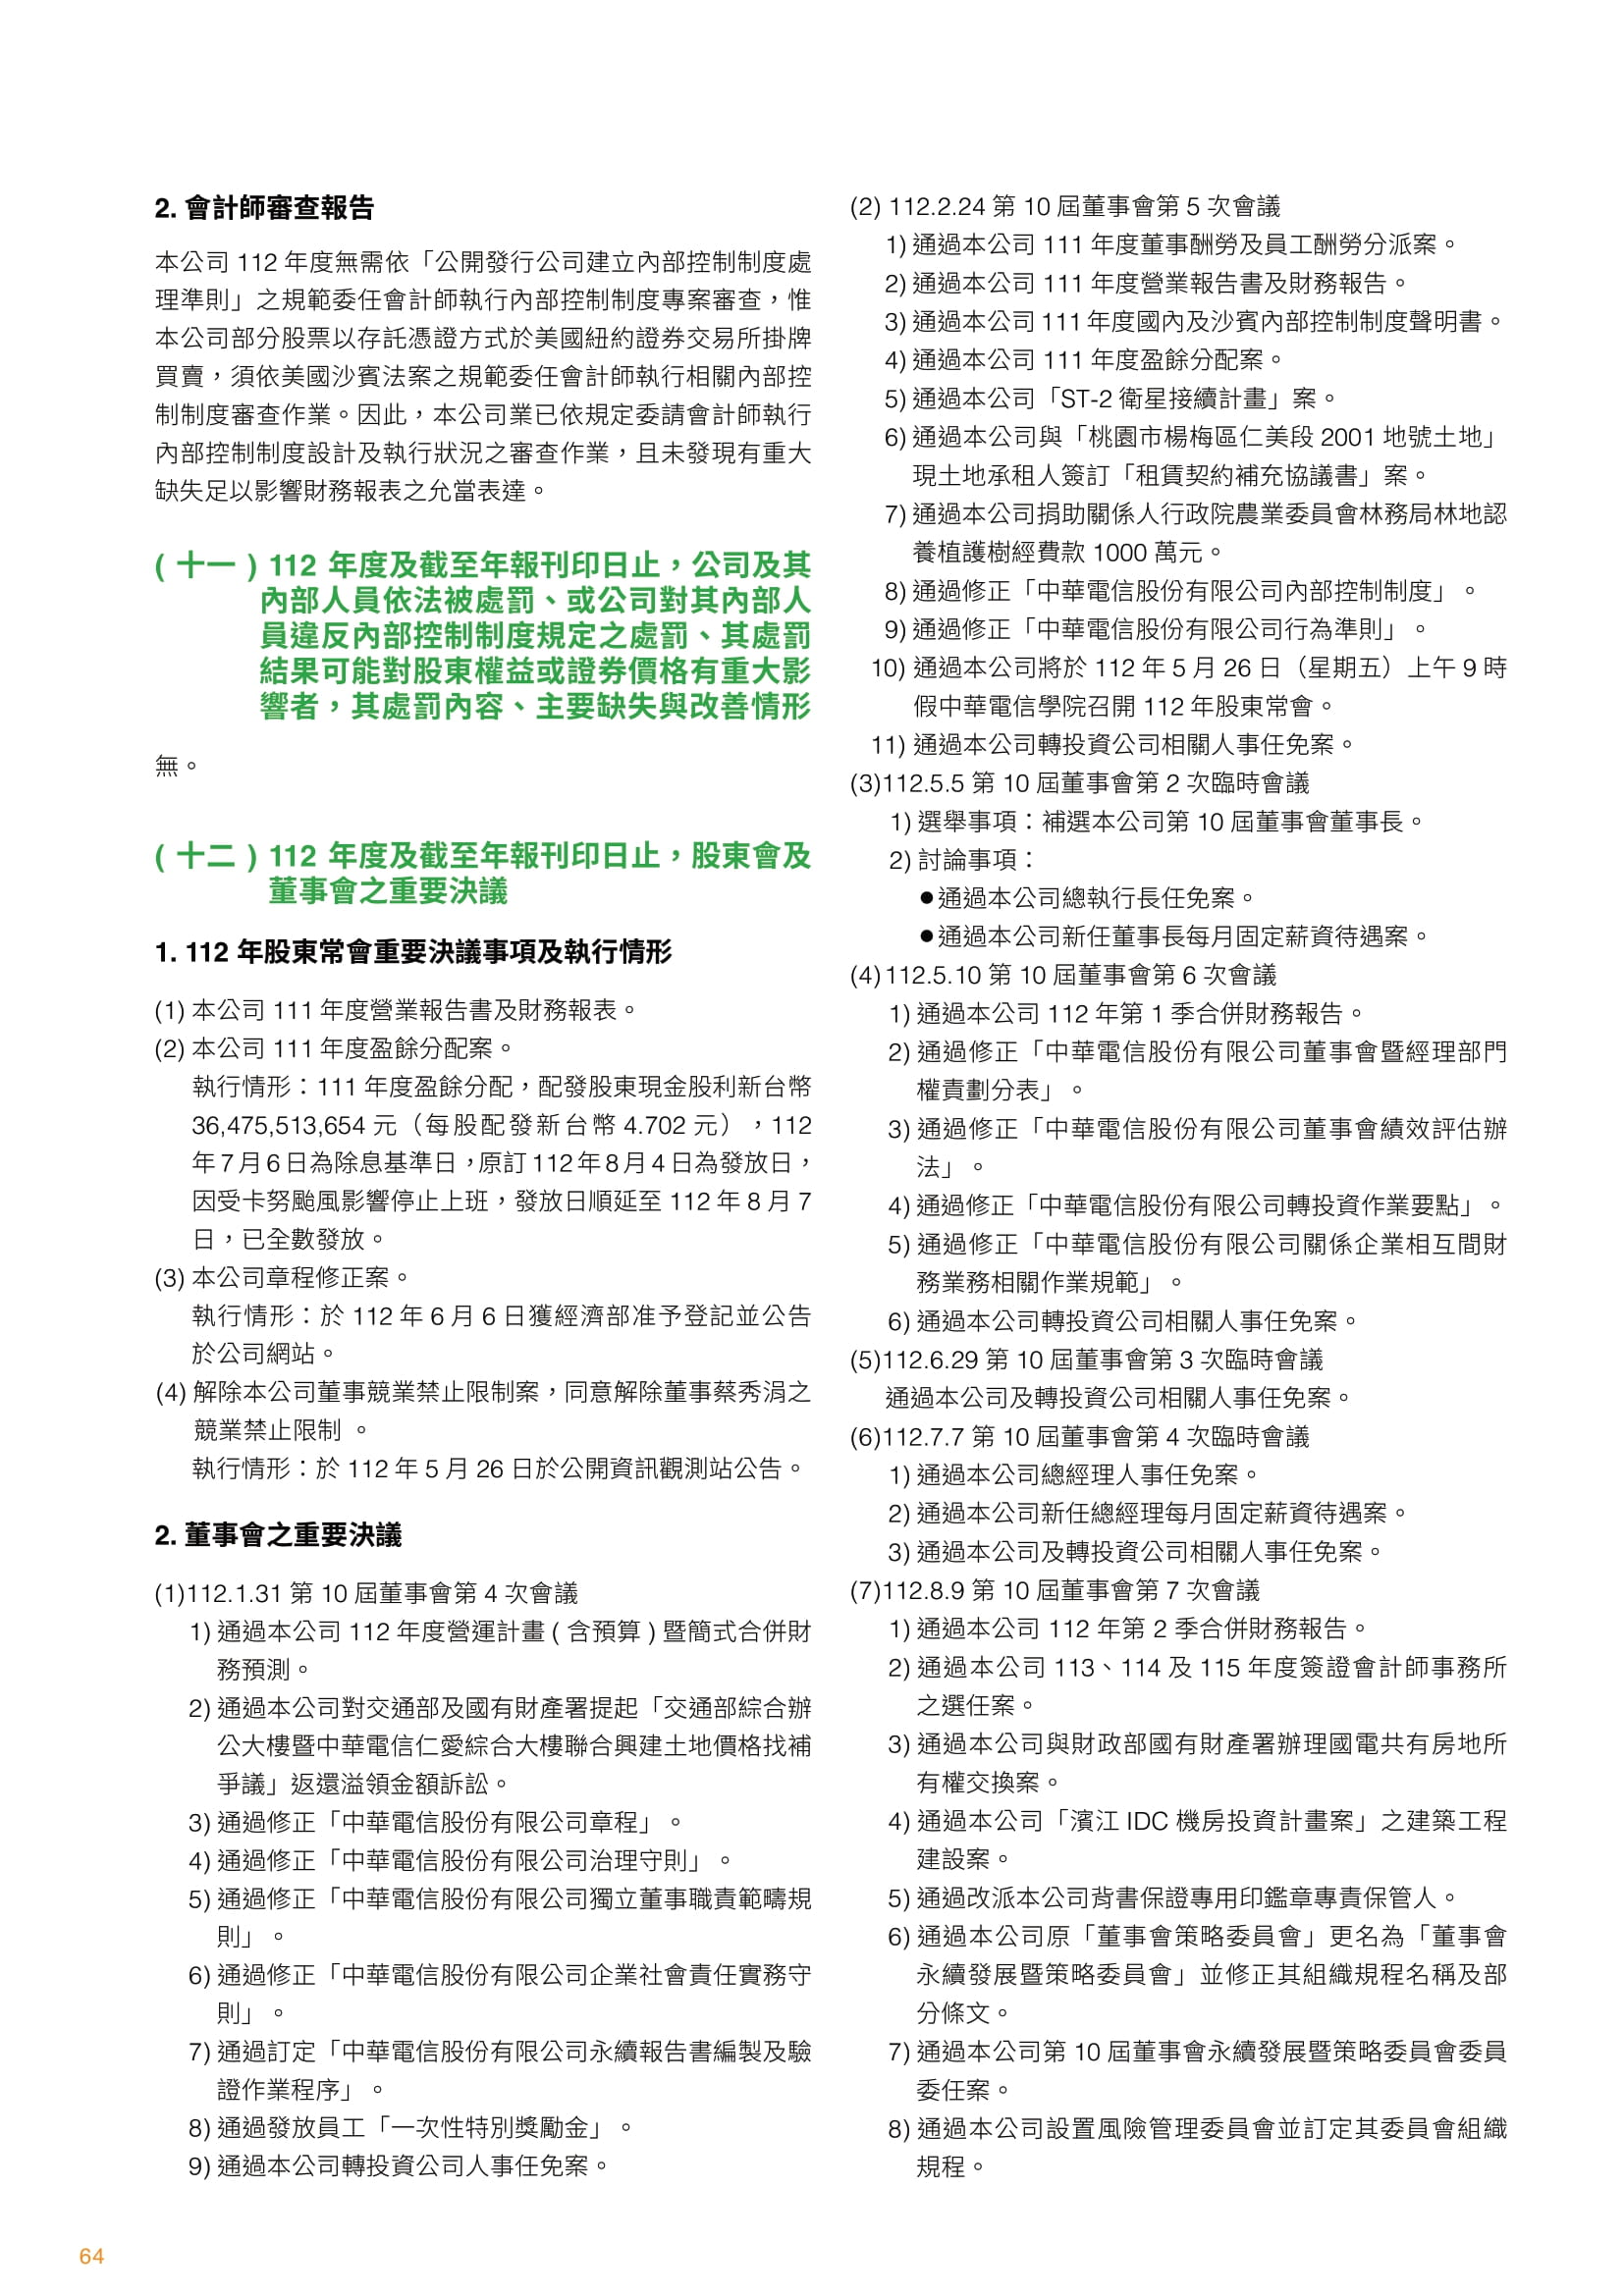 2. 會計師審查報告
本公司 112 年度無需依「公開發行公司建立內部控制制度處
理準則」之規範委任會計師執行內部控制制度專案審查，惟
本公司部分股票以存託憑證方式於美國紐約證券交易所掛牌
買賣，須依美國沙賓法案之規範委任會計師執行相關內部控
制制度審查作業。因此，本公司業已依規定委請會計師執行
內部控制制度設計及執行狀況之審查作業，且未發現有重大
缺失足以影響財務報表之允當表達。
( 十一 ) 112 年度及截至年報刊印日止，公司及其
內部人員依法被處罰、或公司對其內部人
員違反內部控制制度規定之處罰、其處罰
結果可能對股東權益或證券價格有重大影
響者，其處罰內容、主要缺失與改善情形
無。
( 十二 ) 112 年度及截至年報刊印日止，股東會及
董事會之重要決議
1. 112 年股東常會重要決議事項及執行情形
(1) 本公司 111 年度營業報告書及財務報表。
(2) 本公司 111 年度盈餘分配案。
執行情形：111 年度盈餘分配，配發股東現金股利新台幣
36,475,513,654 元（每股配發新台幣 4.702 元），112
年 7 月 6 日為除息基準日，原訂 112 年 8 月 4 日為發放日，
因受卡努颱風影響停止上班，發放日順延至 112 年 8 月 7
日，已全數發放。
(3) 本公司章程修正案。
執行情形：於 112 年 6 月 6 日獲經濟部准予登記並公告
於公司網站。
(4) 解除本公司董事競業禁止限制案，同意解除董事蔡秀涓之
競業禁止限制 。
執行情形：於 112 年 5 月 26 日於公開資訊觀測站公告。
2. 董事會之重要決議
(1)112.1.31 第 10 屆董事會第 4 次會議
1) 通過本公司 112 年度營運計畫 ( 含預算 ) 暨簡式合併財
務預測。
2) 通過本公司對交通部及國有財產署提起「交通部綜合辦
公大樓暨中華電信仁愛綜合大樓聯合興建土地價格找補
爭議」返還溢領金額訴訟。
3) 通過修正「中華電信股份有限公司章程」。
4) 通過修正「中華電信股份有限公司治理守則」。
5) 通過修正「中華電信股份有限公司獨立董事職責範疇規
則」。
6) 通過修正「中華電信股份有限公司企業社會責任實務守
則」。
7) 通過訂定「中華電信股份有限公司永續報告書編製及驗
證作業程序」。
8) 通過發放員工「一次性特別獎勵金」。
9) 通過本公司轉投資公司人事任免案。
(2) 112.2.24 第 10 屆董事會第 5 次會議
1) 通過本公司 111 年度董事酬勞及員工酬勞分派案。
2) 通過本公司 111 年度營業報告書及財務報告。
3) 通過本公司 111 年度國內及沙賓內部控制制度聲明書。
4) 通過本公司 111 年度盈餘分配案。
5) 通過本公司「ST-2 衛星接續計畫」案。
6) 通過本公司與「桃園市楊梅區仁美段 2001 地號土地」
現土地承租人簽訂「租賃契約補充協議書」案。
7) 通過本公司捐助關係人行政院農業委員會林務局林地認
養植護樹經費款 1000 萬元。
8) 通過修正「中華電信股份有限公司內部控制制度」。
9) 通過修正「中華電信股份有限公司行為準則」。
10) 通過本公司將於 112 年 5 月 26 日（星期五）上午 9 時
假中華電信學院召開 112 年股東常會。
11) 通過本公司轉投資公司相關人事任免案。
(3)112.5.5 第 10 屆董事會第 2 次臨時會議
1) 選舉事項：補選本公司第 10 屆董事會董事長。
2) 討論事項：
●通過本公司總執行長任免案。
●通過本公司新任董事長每月固定薪資待遇案。
(4)112.5.10 第 10 屆董事會第 6 次會議
1) 通過本公司 112 年第 1 季合併財務報告。
2) 通過修正「中華電信股份有限公司董事會暨經理部門
權責劃分表」。
3) 通過修正「中華電信股份有限公司董事會績效評估辦
法」。
4) 通過修正「中華電信股份有限公司轉投資作業要點」。
5) 通過修正「中華電信股份有限公司關係企業相互間財
務業務相關作業規範」。
6) 通過本公司轉投資公司相關人事任免案。
(5)112.6.29 第 10 屆董事會第 3 次臨時會議
通過本公司及轉投資公司相關人事任免案。
(6)112.7.7 第 10 屆董事會第 4 次臨時會議
1) 通過本公司總經理人事任免案。
2) 通過本公司新任總經理每月固定薪資待遇案。
3) 通過本公司及轉投資公司相關人事任免案。
(7)112.8.9 第 10 屆董事會第 7 次會議
1) 通過本公司 112 年第 2 季合併財務報告。
2) 通過本公司 113、114 及 115 年度簽證會計師事務所
之選任案。
3) 通過本公司與財政部國有財產署辦理國電共有房地所
有權交換案。
4) 通過本公司「濱江 IDC 機房投資計畫案」之建築工程
建設案。
5) 通過改派本公司背書保證專用印鑑章專責保管人。
6) 通過本公司原「董事會策略委員會」更名為「董事會
永續發展暨策略委員會」並修正其組織規程名稱及部
分條文。
7) 通過本公司第 10 屆董事會永續發展暨策略委員會委員
委任案。
8) 通過本公司設置風險管理委員會並訂定其委員會組織
規程。
64